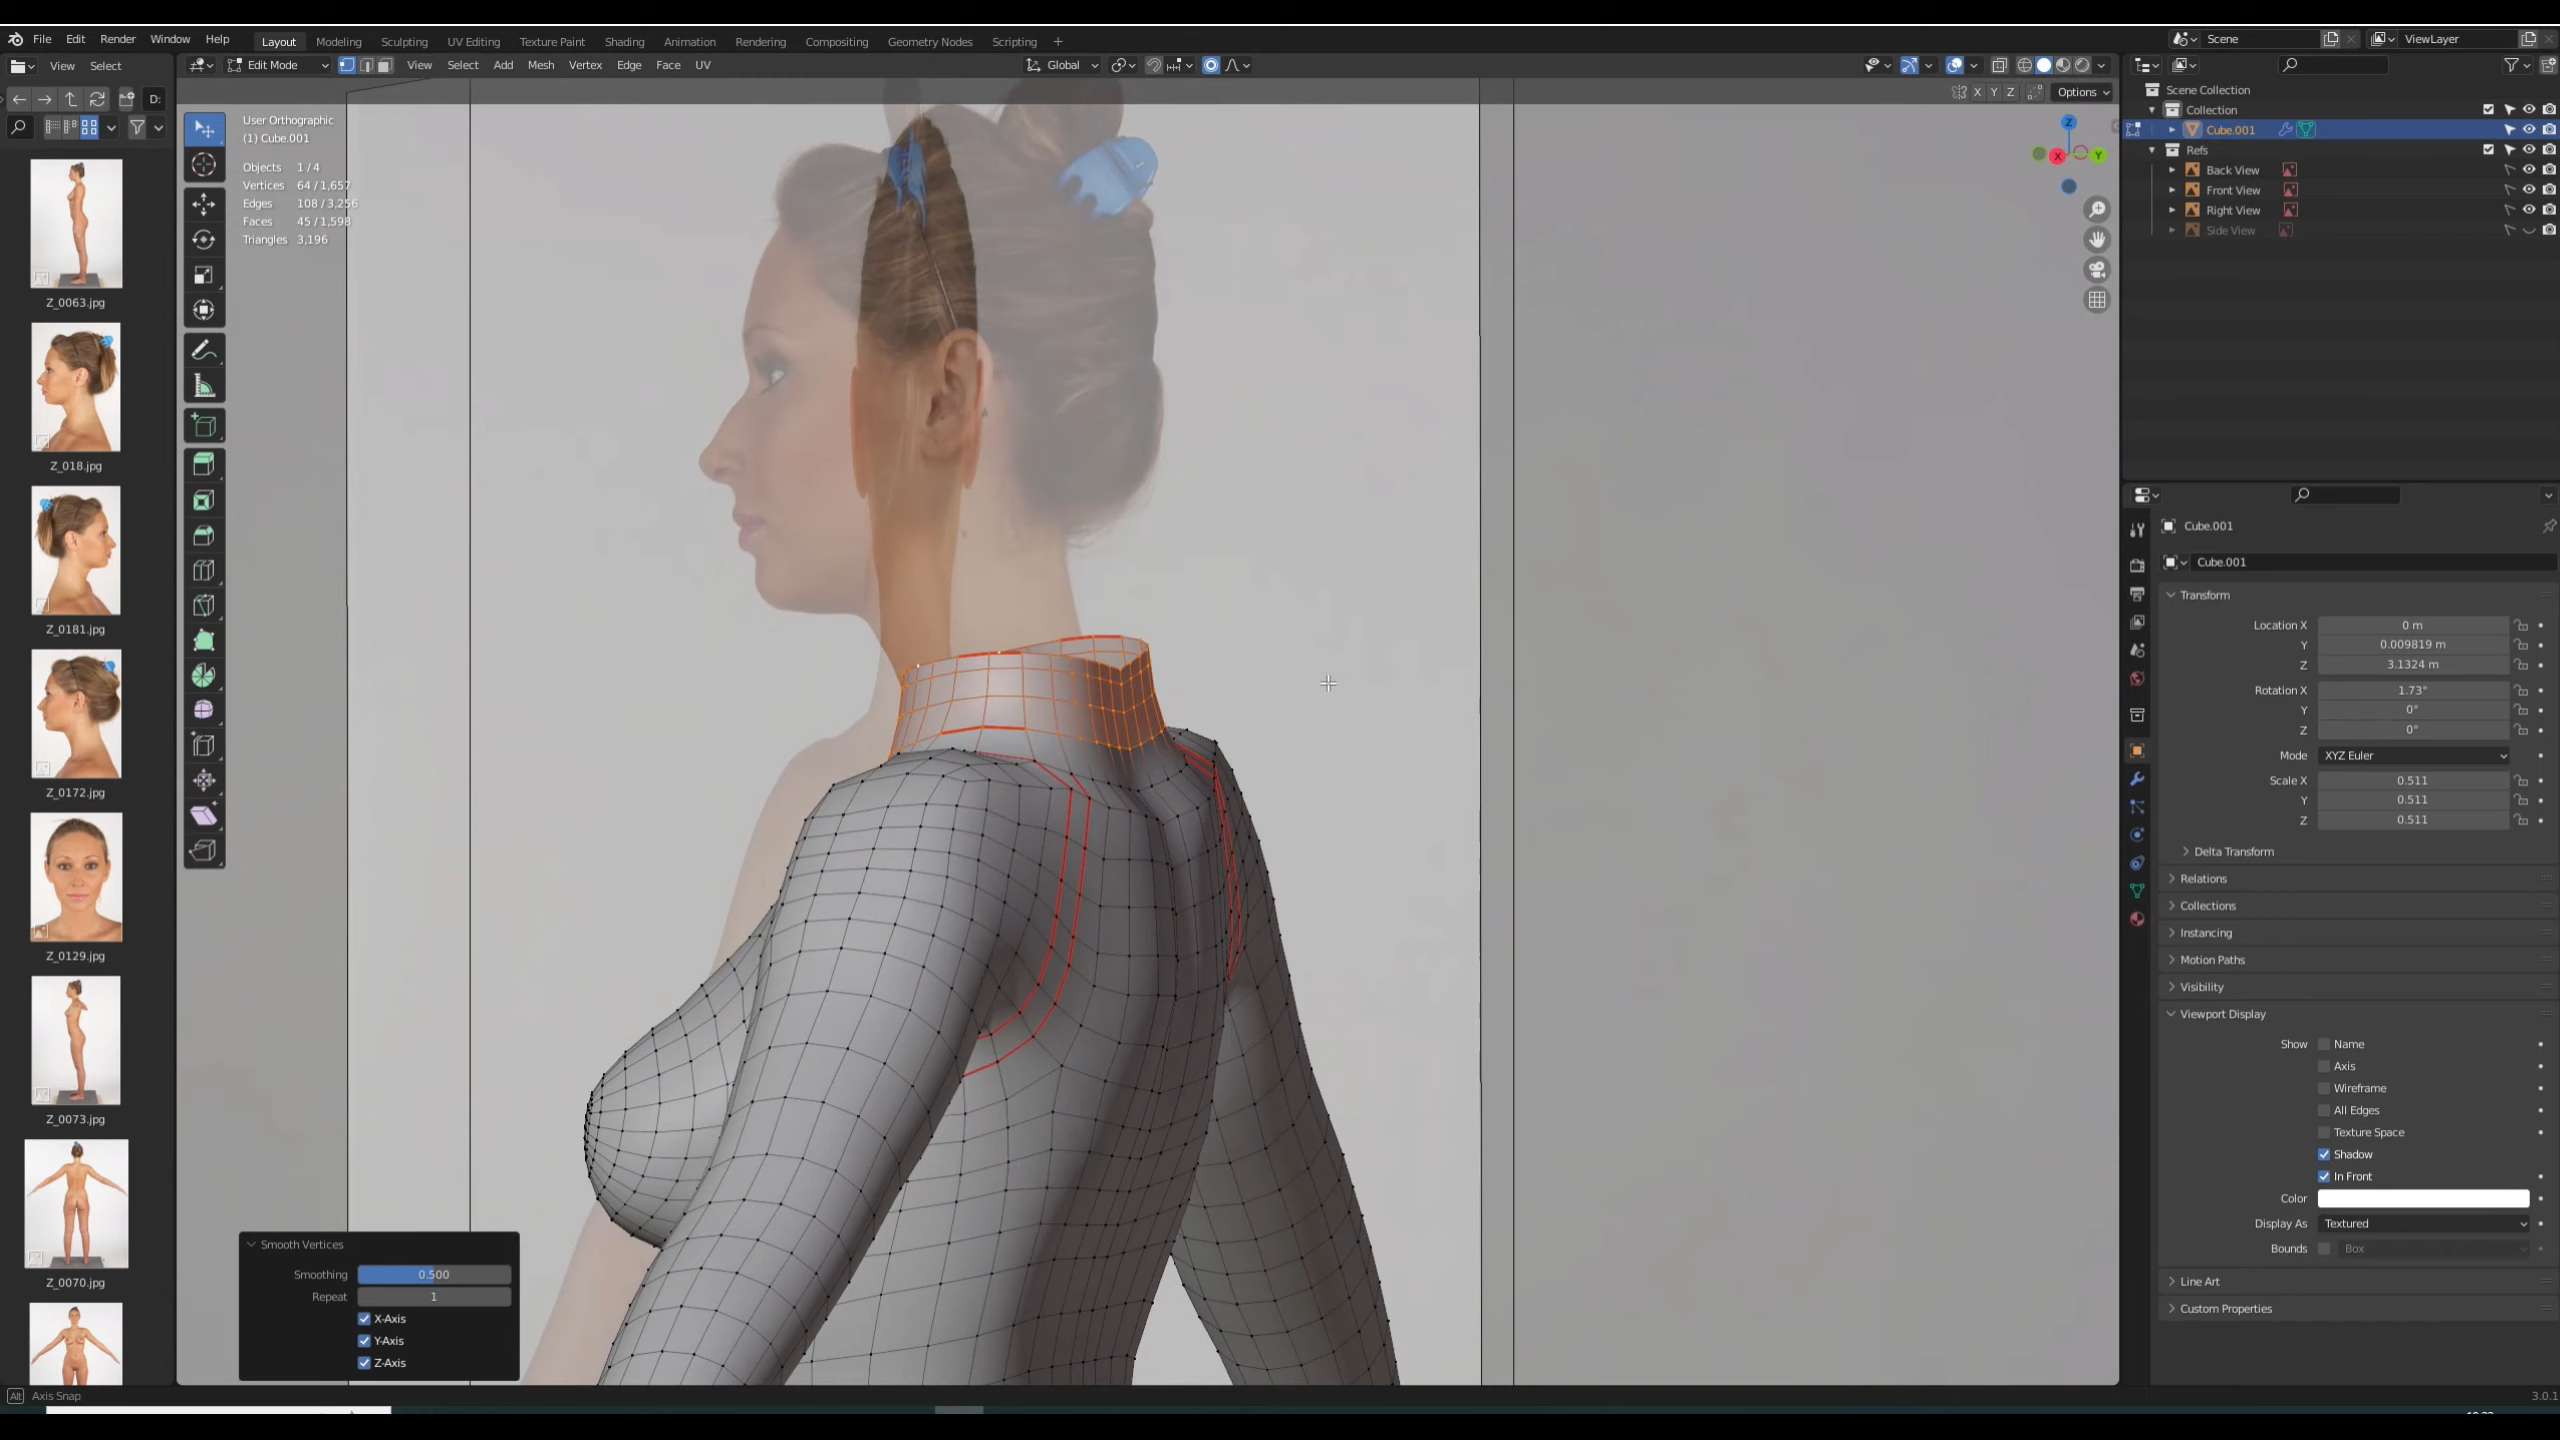 File Edit Render Window Help Layout Modeling Sculpting UV Editing Texture Paint Shading Animation Rendering Compositing Geometry Nodes Scripting + Scene ViewLayer
View Select Edit Mode View Select Add Mesh Vertex Edge Face UV Global
D: X Y Z Options
User Orthographic
(1) Cube.001
Objects 1 / 4
Vertices 64 / 1,657
Edges 108 / 3,256
Faces 45 / 1,598
Triangles 3,196
Z
X
Y
Z_0063.jpg
Z_018.jpg
Z_0181.jpg
Z_0172.jpg
Z_0129.jpg
Z_0073.jpg
Z_0070.jpg
Smooth Vertices
Smoothing 0.500
Repeat 1
X-Axis
Y-Axis
Z-Axis
Scene Collection
Collection
Cube.001
Refs
Back View
Front View
Right View
Side View
Cube.001
Cube.001
Transform
Location X 0 m
Y 0.009819 m
Z 3.1324 m
Rotation X 1.73°
Y 0°
Z 0°
Mode XYZ Euler
Scale X 0.511
Y 0.511
Z 0.511
Delta Transform
Relations
Collections
Instancing
Motion Paths
Visibility
Viewport Display
Show Name
Axis
Wireframe
All Edges
Texture Space
Shadow
In Front
Color
Display As Textured
Bounds Box
Line Art
Custom Properties
Alt Axis Snap 3.0.1